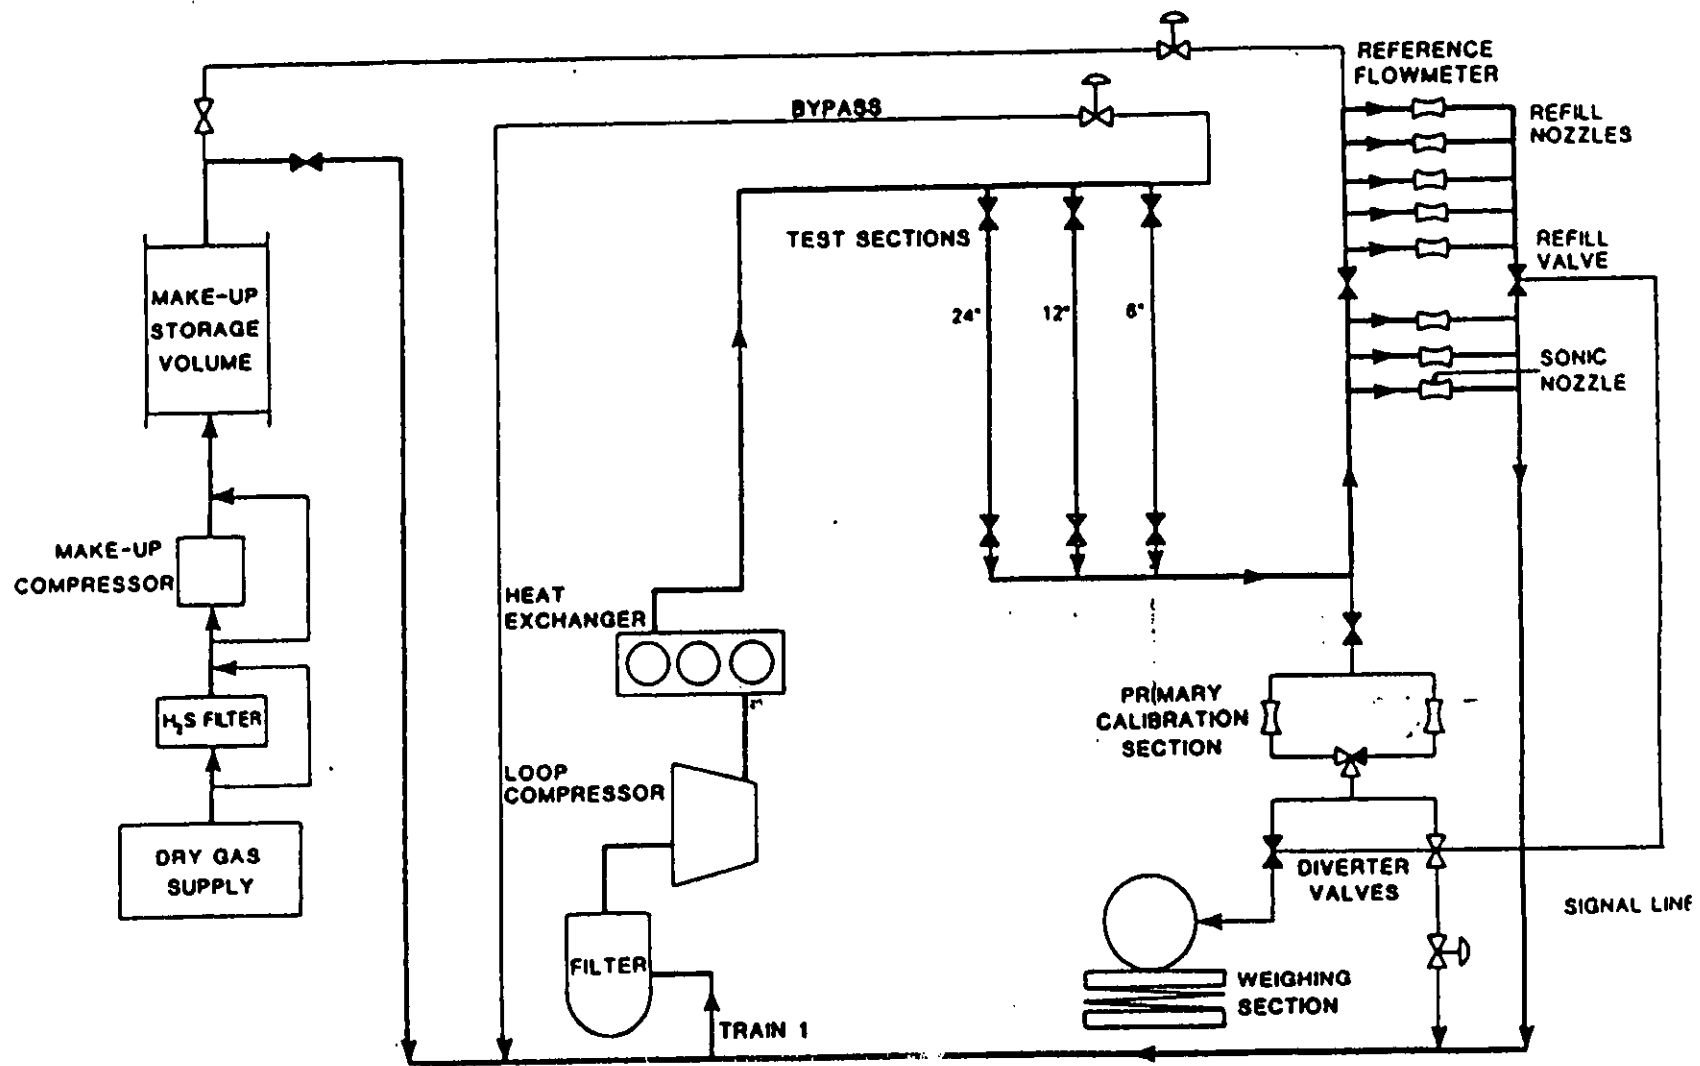 REFERENCE
FLOWMETER
BYPASS
REFILL
NOZZLES
TEST SECTIONS
REFILL
VALVE
MAKE-UP
STORAGE
VOLUME
24"
12"
6"
SONIC
NOZZLE
MAKE-UP
COMPRESSOR
HEAT
EXCHANGER
H2S FILTER
PRIMARY
CALIBRATION
SECTION
LOOP
COMPRESSOR
DRY GAS
SUPPLY
DIVERTER
VALVES
SIGNAL LINE
FILTER
WEIGHING
SECTION
TRAIN 1